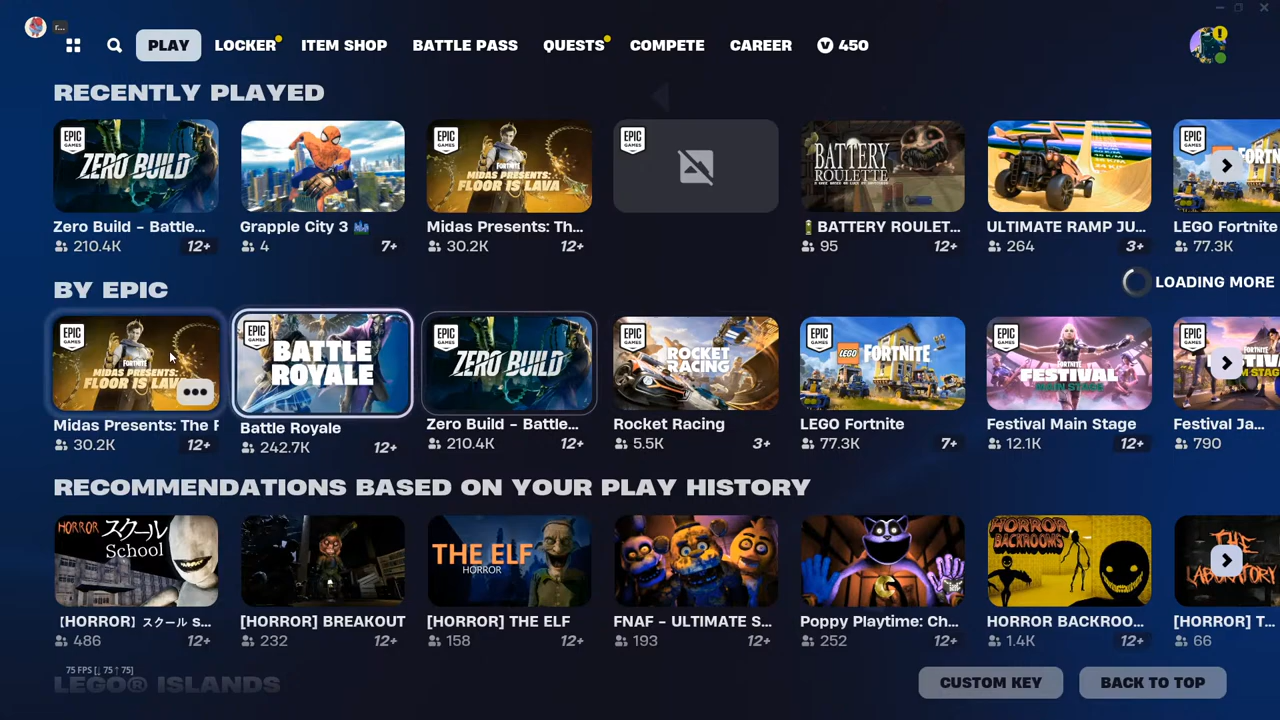 r...
PLAY
LOCKER
ITEM SHOP
BATTLE PASS
QUESTS
COMPETE
CAREER
V 450
!
RECENTLY PLAYED
EPIC GAMES
ZERO BUILD
EPIC GAMES
FORTNITE
MIDAS PRESENTS:
FLOOR IS LAVA
EPIC GAMES
BATTERY
ROULETTE
EPIC GAMES
FORTN
Zero Build - Battle...
210.4K 12+
Grapple City 3
4 7+
Midas Presents: Th...
30.2K 12+
BATTERY ROULET...
95 12+
ULTIMATE RAMP JU...
264 3+
LEGO Fortnite
77.3K
BY EPIC
LOADING MORE
EPIC GAMES
FORTNITE
MIDAS PRESENTS:
FLOOR IS LAVA
EPIC GAMES
BATTLE
ROYALE
EPIC GAMES
ZERO BUILD
EPIC GAMES
ROCKET
RACING
EPIC GAMES
LEGO FORTNITE
EPIC GAMES
FORTNITE
FESTIVAL
MAIN STAGE
EPIC GAMES
Midas Presents: The F
30.2K 12+
Battle Royale
242.7K 12+
Zero Build - Battle...
210.4K 12+
Rocket Racing
5.5K 3+
LEGO Fortnite
77.3K 7+
Festival Main Stage
12.1K 12+
Festival Ja...
790
RECOMMENDATIONS BASED ON YOUR PLAY HISTORY
HORROR スクール
School
THE ELF
HORROR
HORROR
BACKROOMS
THE
LABORATORY
[HORROR] スクール s...
486 12+
[HORROR] BREAKOUT
232 12+
[HORROR] THE ELF
158 12+
FNAF - ULTIMATE S...
193 12+
Poppy Playtime: Ch...
252 12+
HORROR BACKROO...
1.4K 12+
[HORROR] T...
66
75 FPS [↓ 75 ↑ 75]
LEGO® ISLANDS
CUSTOM KEY
BACK TO TOP